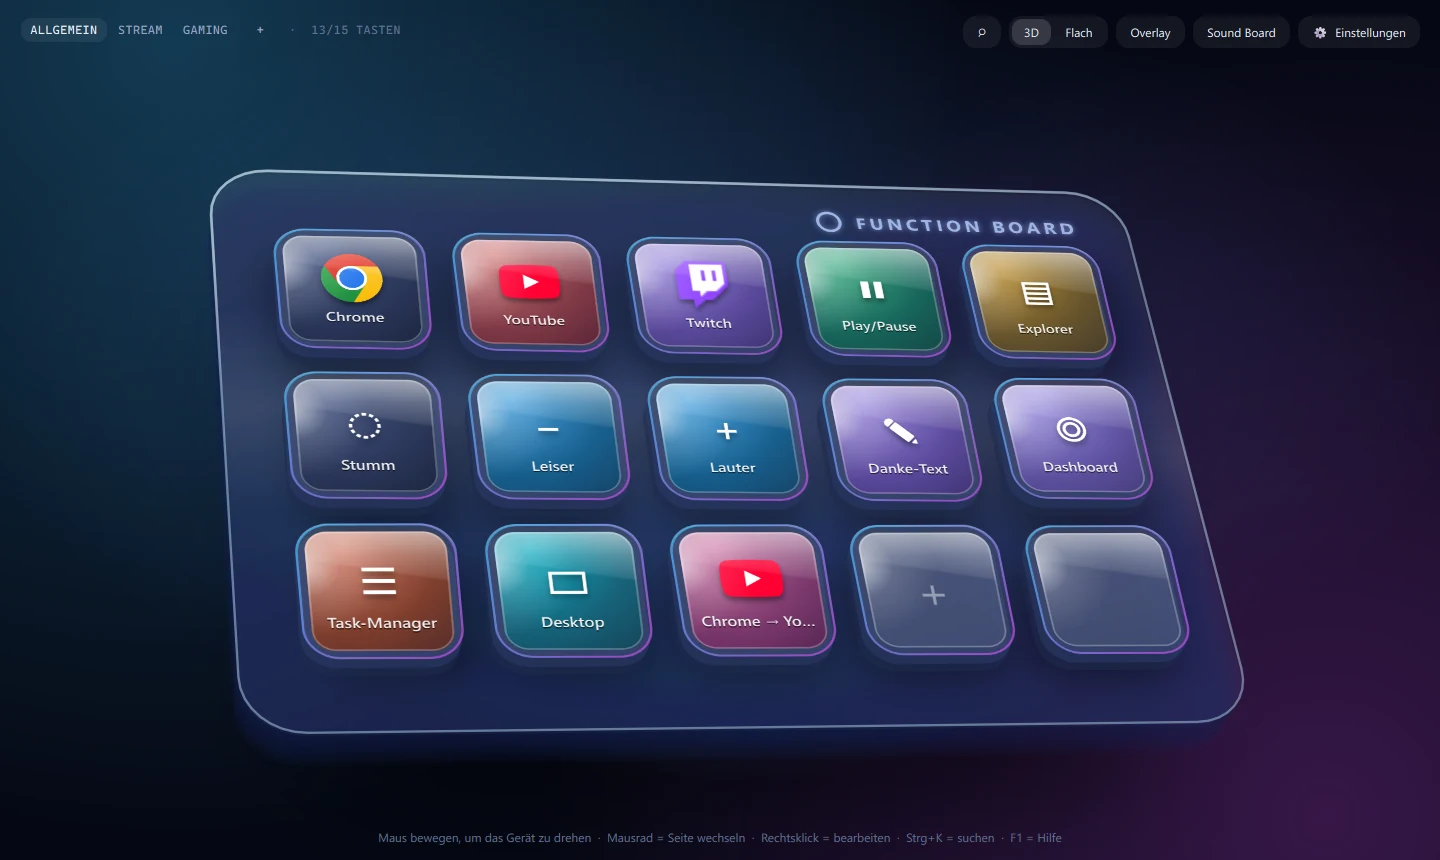 ALLGEMEIN STREAM GAMING + · 13/15 TASTEN
3D Flach Overlay Sound Board Einstellungen
FUNCTION BOARD
Chrome YouTube Twitch Play/Pause Explorer
Stumm Leiser Lauter Danke-Text Dashboard
Task-Manager Desktop Chrome → Yo...
Maus bewegen, um das Gerät zu drehen · Mausrad = Seite wechseln · Rechtsklick = bearbeiten · Strg+K = suchen · F1 = Hilfe